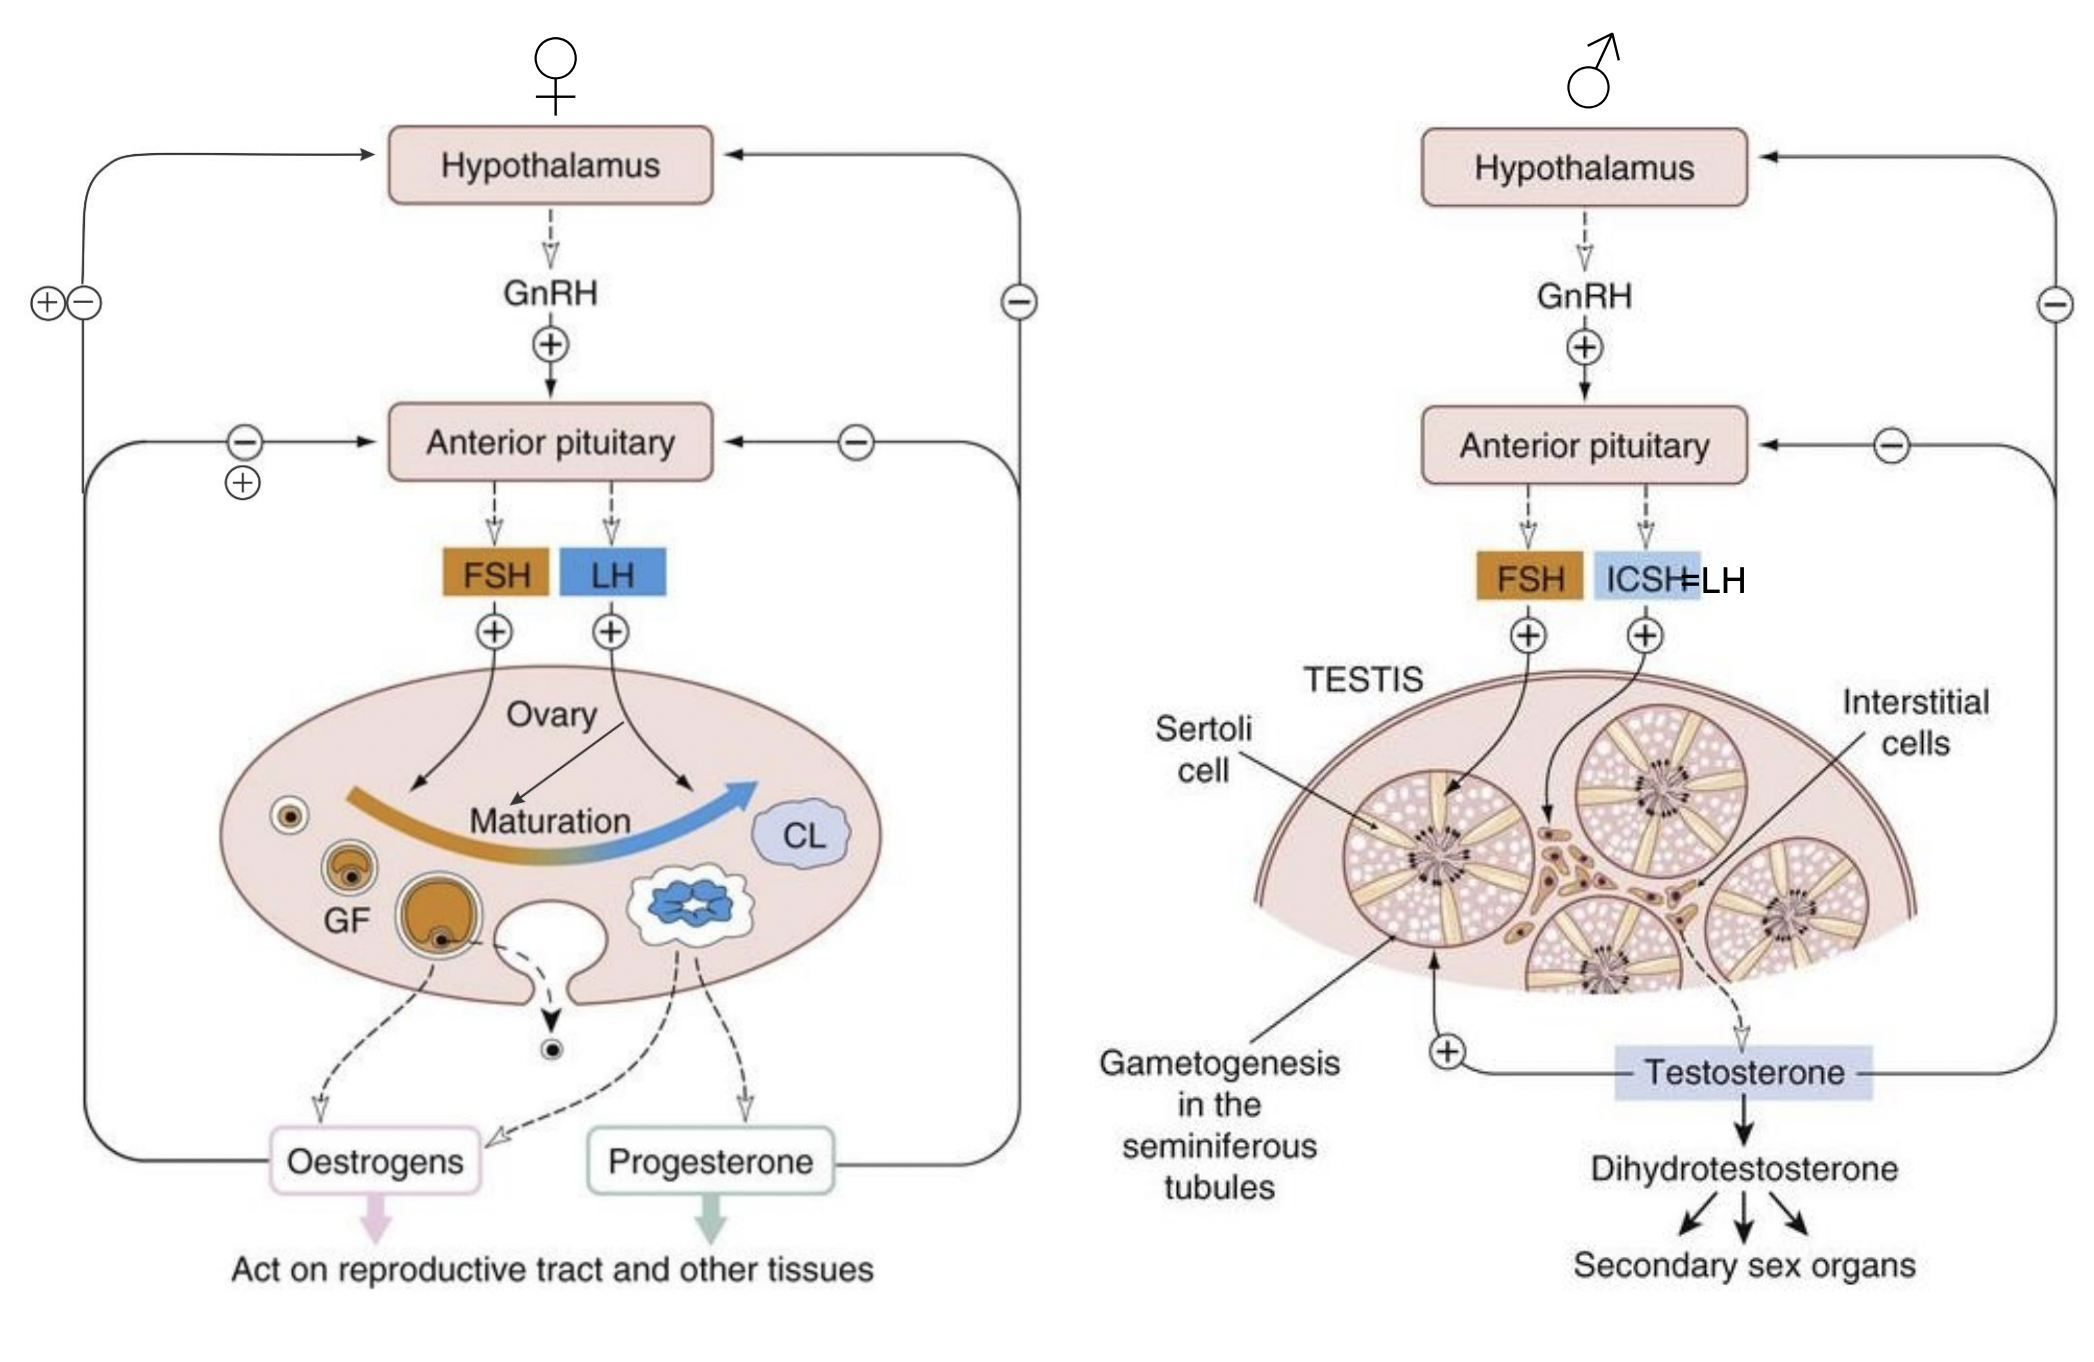 ♀
Hypothalamus
GnRH
+
+ −
−
Anterior pituitary
−
+
−
FSH LH
+ +
Ovary
Maturation
CL
GF
Oestrogens
Progesterone
Act on reproductive tract and other tissues
♂
Hypothalamus
GnRH
+
−
Anterior pituitary
−
FSH ICSH=LH
+ +
TESTIS
Sertoli
cell
Interstitial
cells
Gametogenesis
in the
seminiferous
tubules
+
Testosterone
Dihydrotestosterone
Secondary sex organs